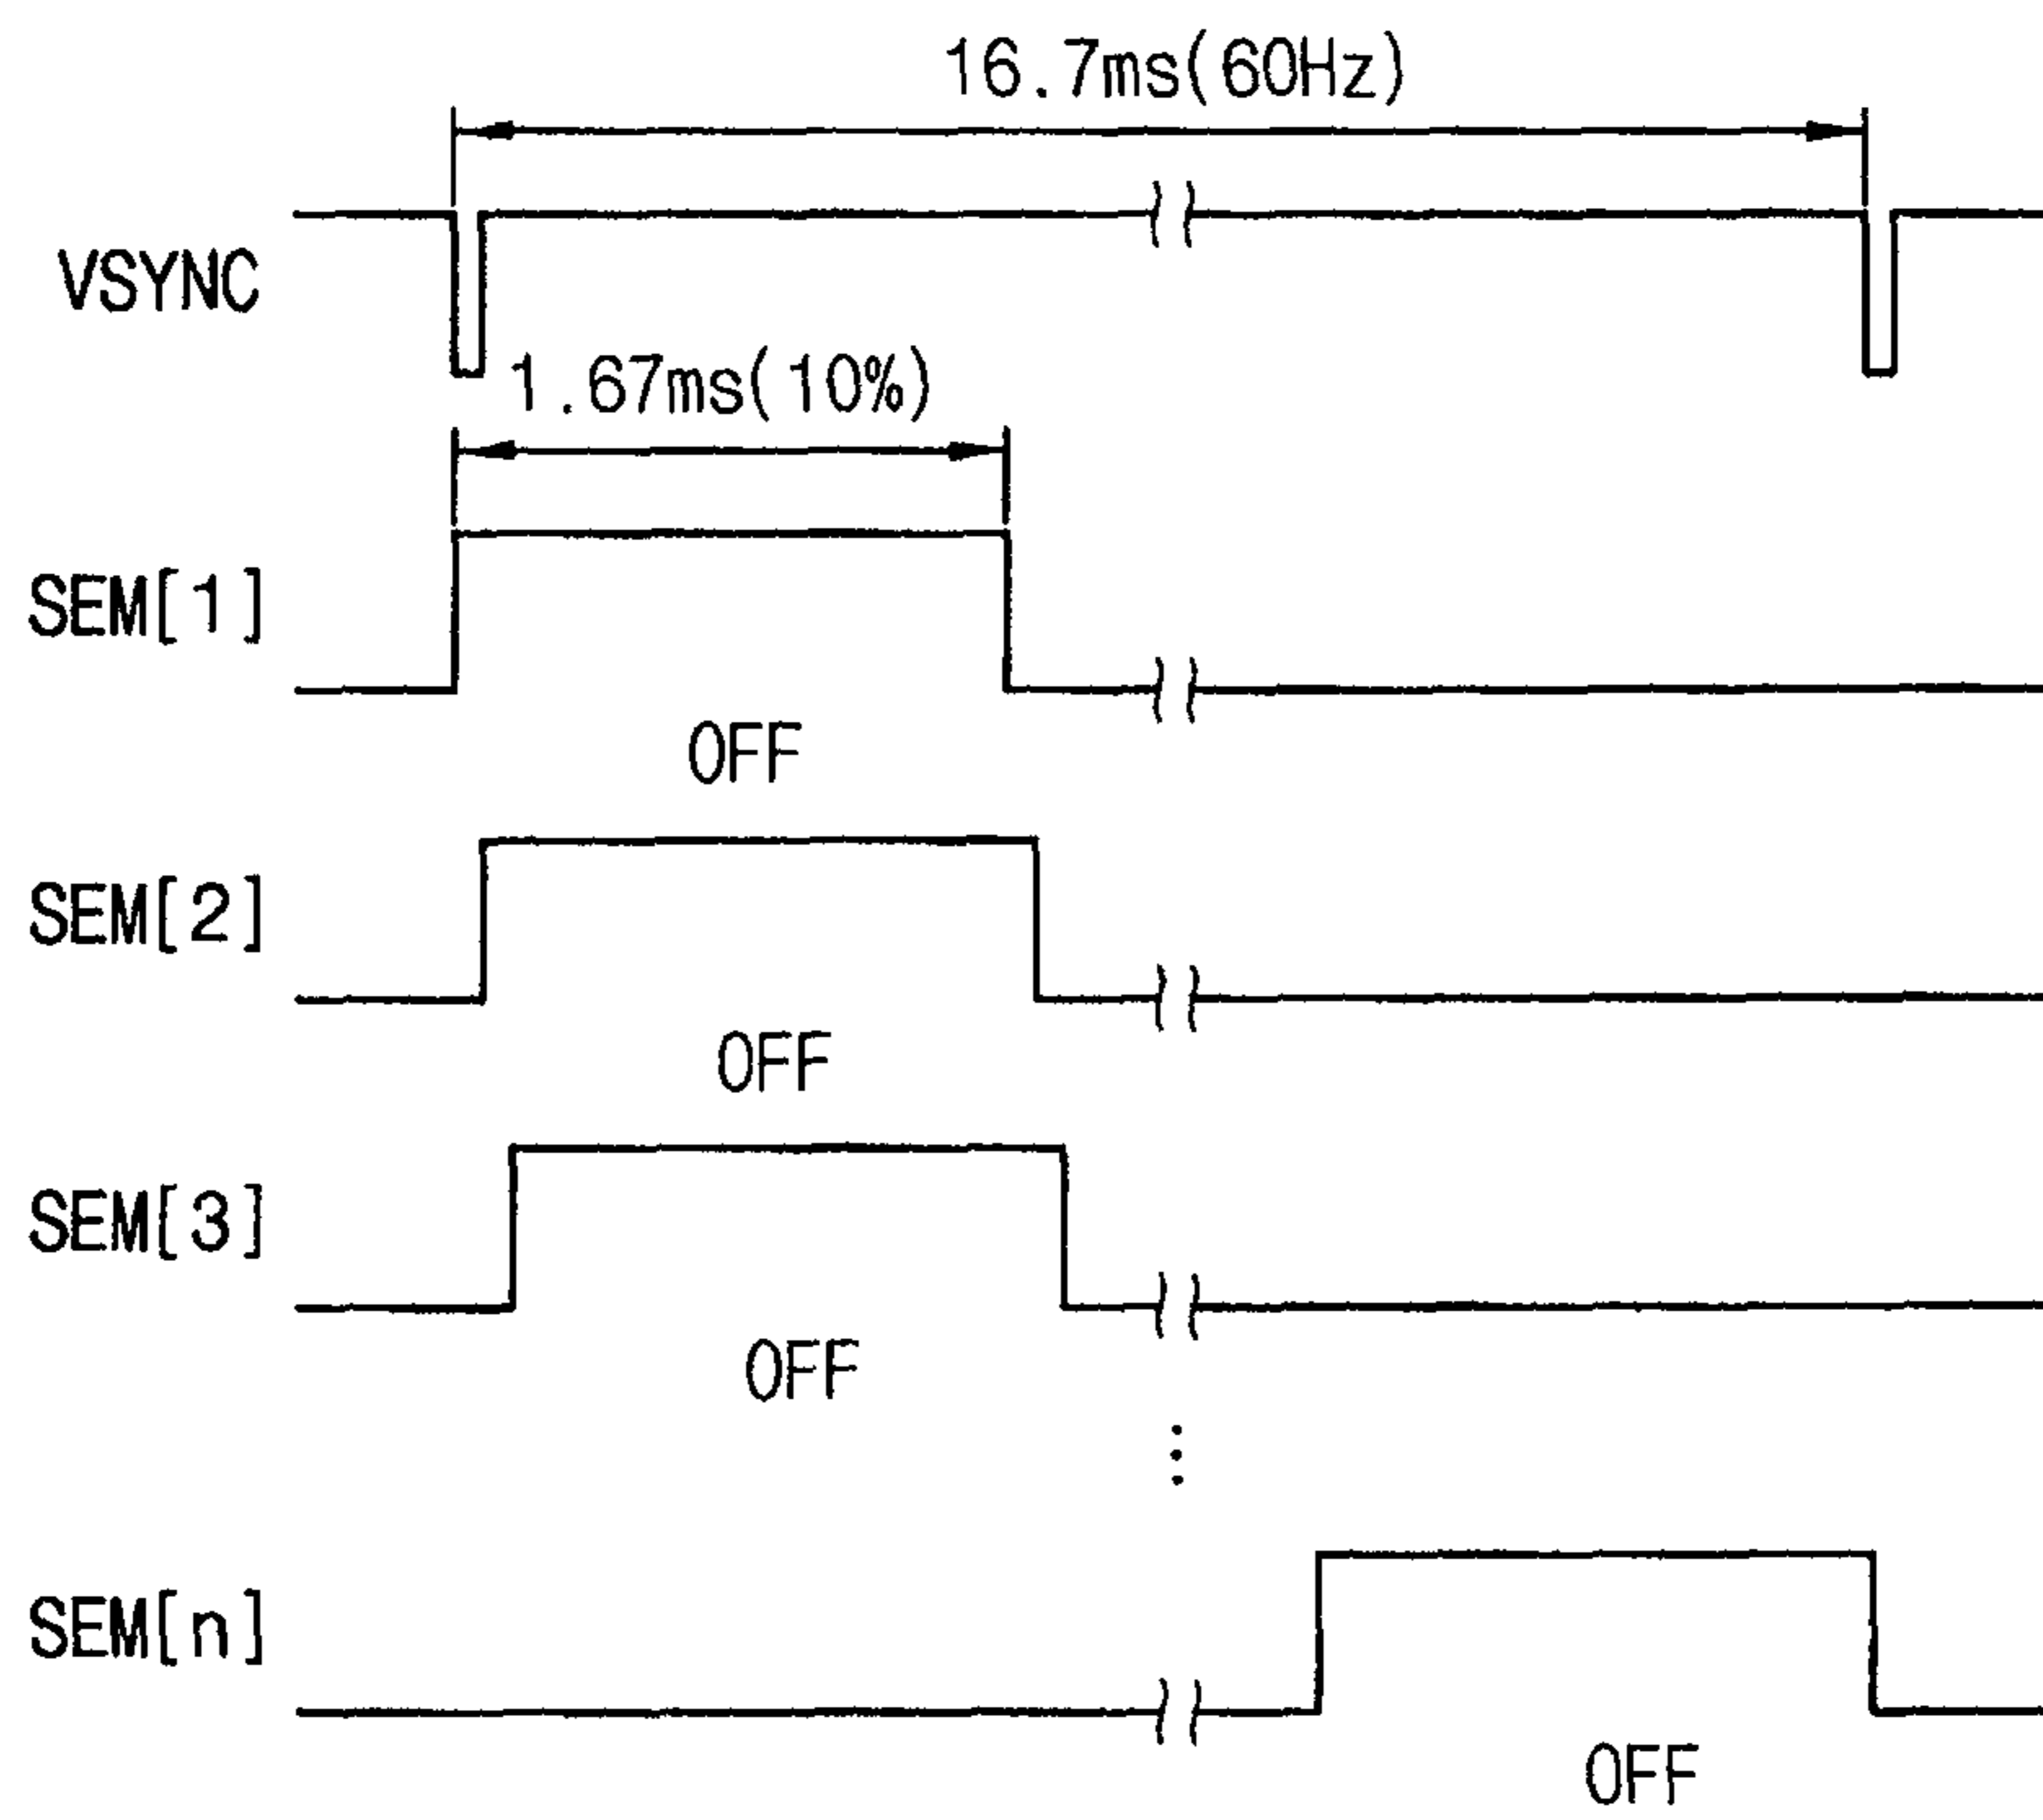 16.7ms(60Hz)
VSYNC
1.67ms(10%)
SEM[1]
OFF
SEM[2]
OFF
SEM[3]
OFF
SEM[n]
OFF